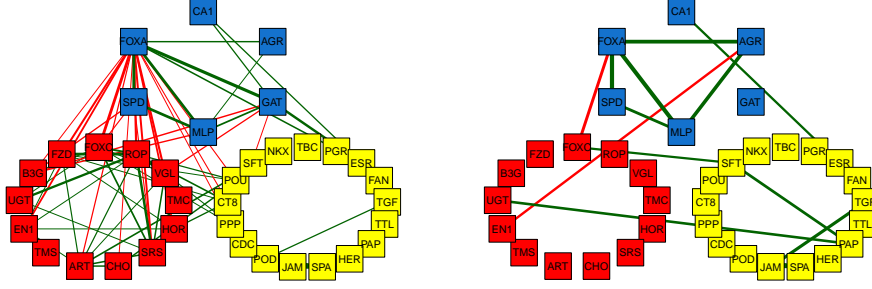 CA1
FOXA
AGR
SPD
MLP
GAT
FZD
FOXC
ROP
B3G
VGL
UGT
TMC
EN1
HOR
TMS
SRS
ART
CHO
NKX
TBC
SFT
PGR
POU
ESR
CT8
FAN
PPP
TGF
CDC
TTL
POD
PAP
JAM
SPA
HER
CA1
FOXA
AGR
SPD
MLP
GAT
FZD
FOXC
ROP
B3G
VGL
UGT
TMC
EN1
HOR
TMS
SRS
ART
CHO
NKX
TBC
SFT
PGR
POU
ESR
CT8
FAN
PPP
TGF
CDC
TTL
POD
PAP
JAM
SPA
HER